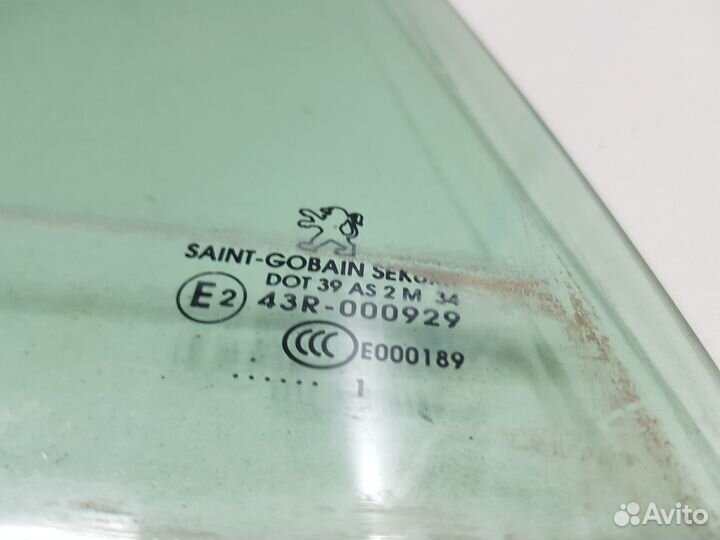 SAINT-GOBAIN
DOT 39 AS 2 M 34
E2 43R-000929
CCC E000189
...... 1
Avito